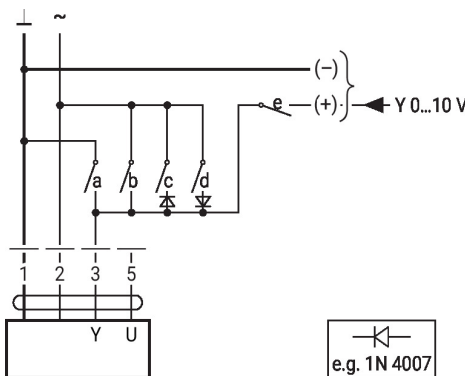 ⊥ ~
(−)
e (+) Y 0...10 V
a b c d
1 2 3 5
Y U
e.g. 1N 4007